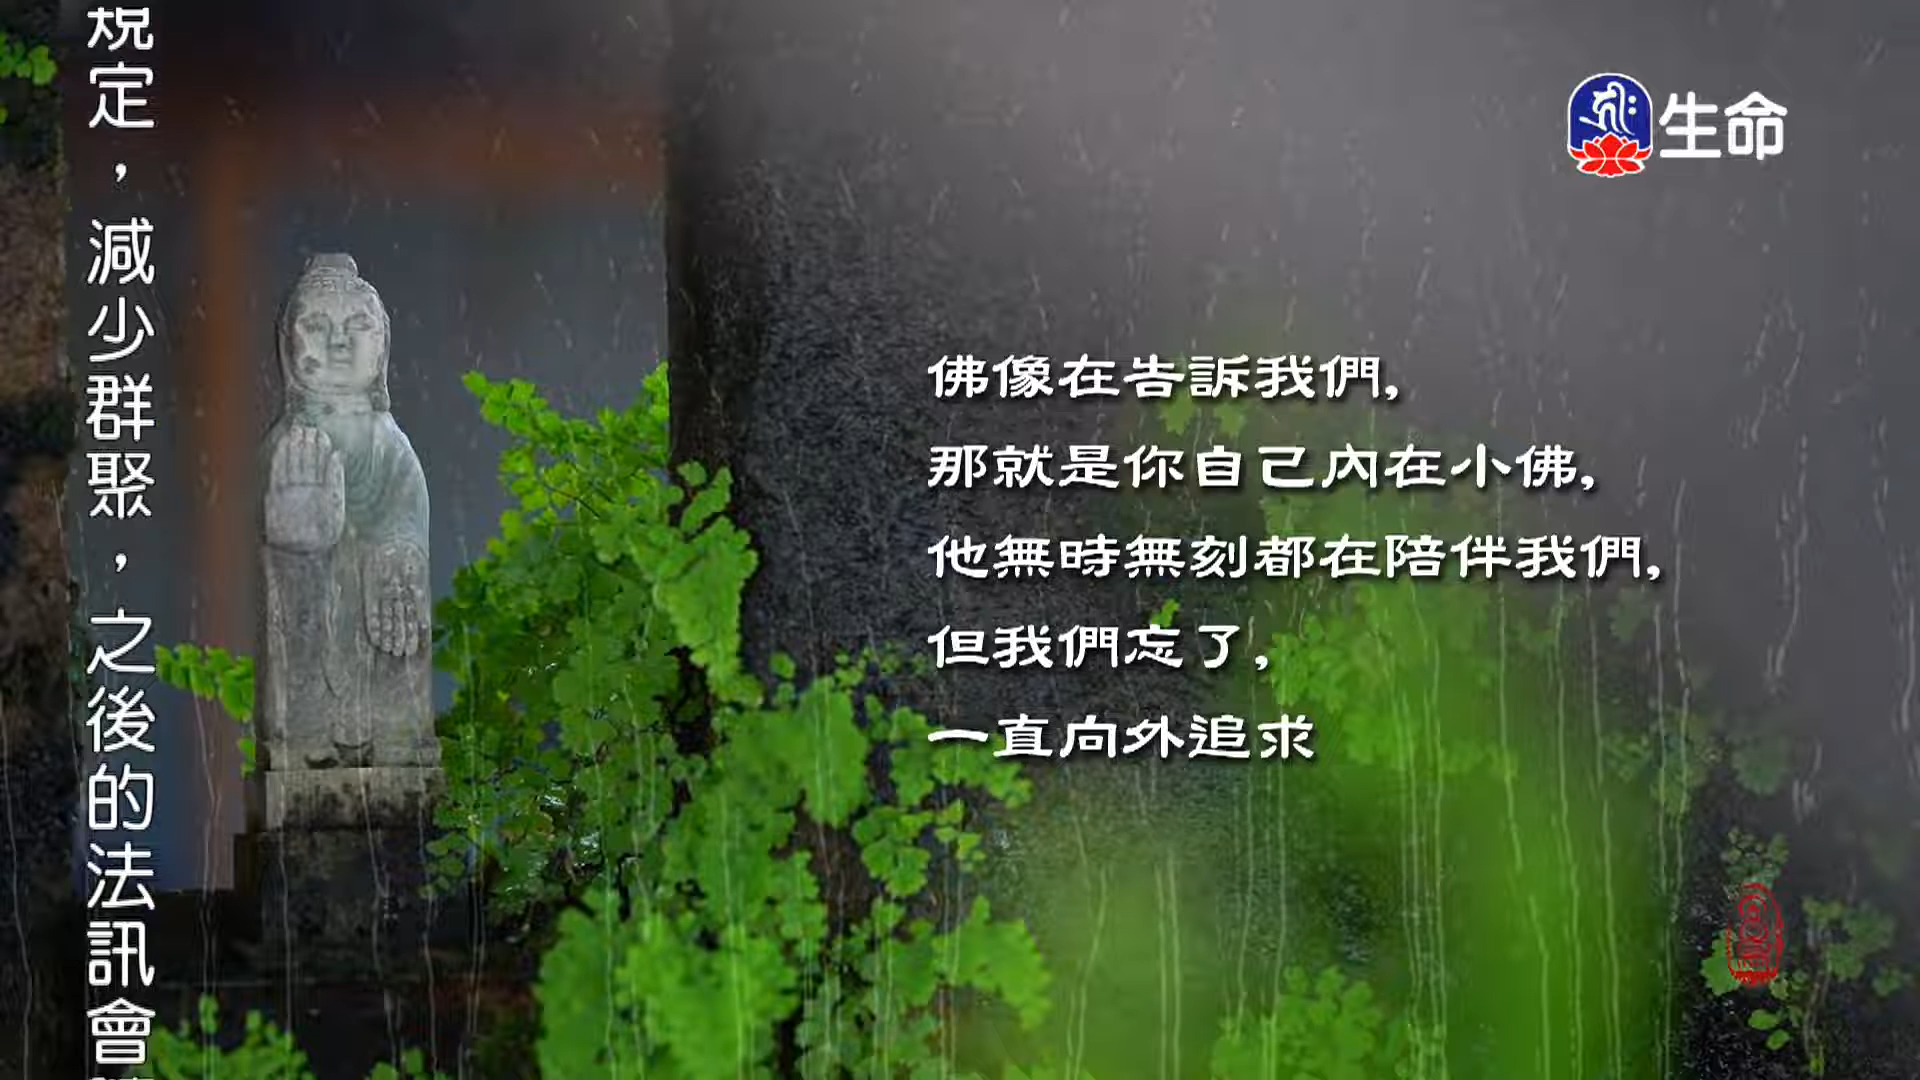 規定，減少群聚，之後的法訊會
生命
佛像在告訴我們,
那就是你自己內在小佛,
他無時無刻都在陪伴我們,
但我們忘了,
一直向外追求